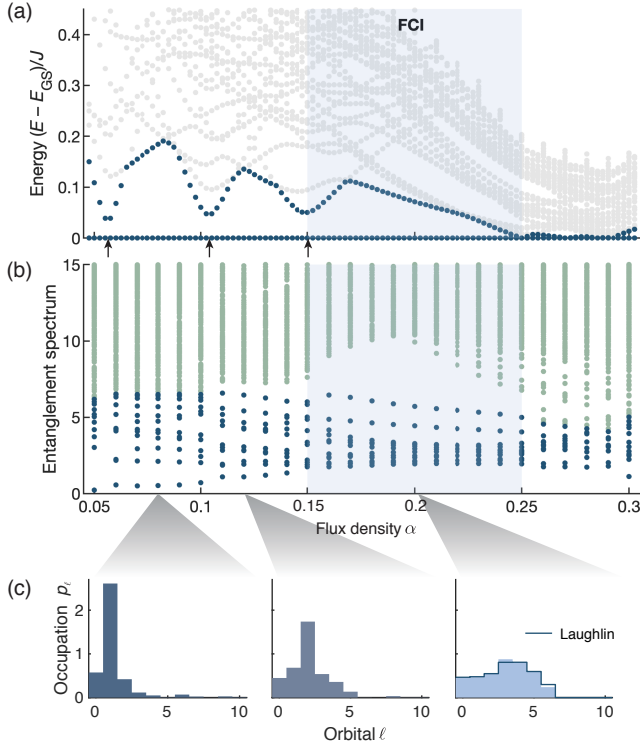 (a)
FCI
Energy (E − E_GS)/J
0.4
0.3
0.2
0.1
0
(b)
Entanglement spectrum
15
10
5
0
0.05
0.1
0.15
0.2
0.25
0.3
Flux density α
(c)
Occupation p_ℓ
2
1
0
Laughlin
0 5 10
0 5 10
0 5 10
Orbital ℓ